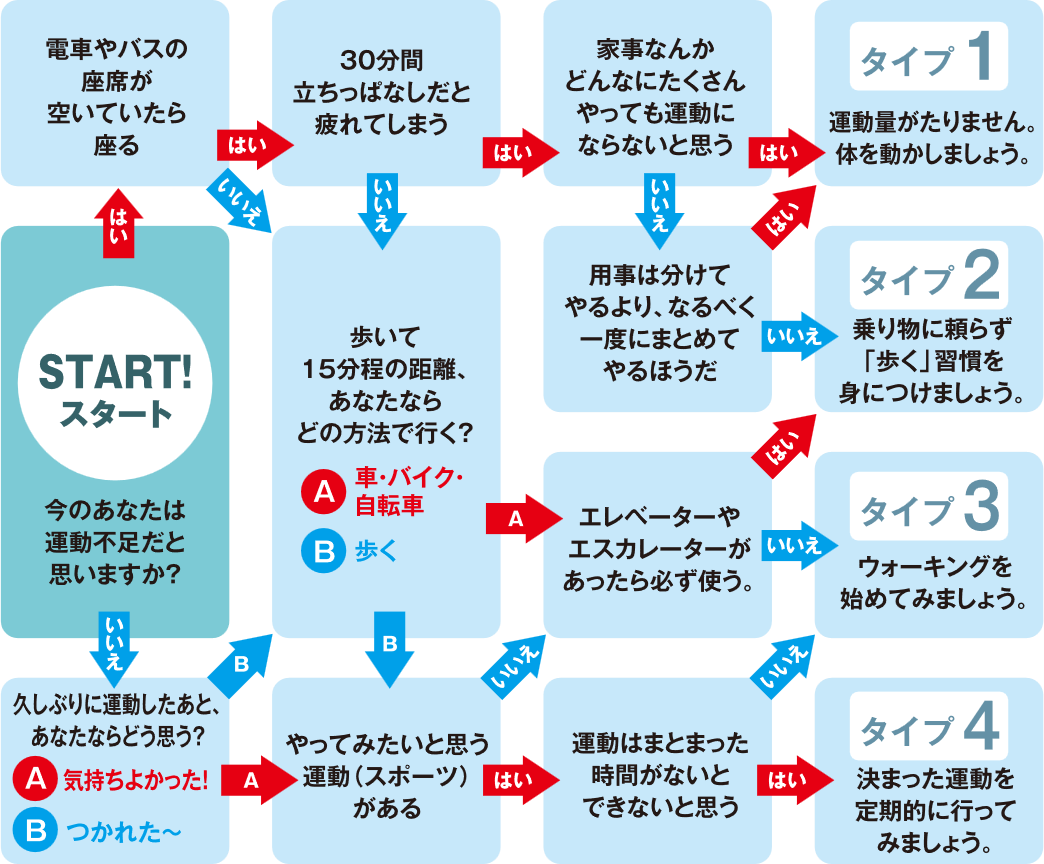 電車やバスの
座席が
空いていたら
座る
はい
いいえ
30分間
立ちっぱなしだと
疲れてしまう
はい
いいえ
家事なんか
どんなにたくさん
やっても運動に
ならないと思う
はい
いいえ
タイプ 1
運動量がたりません。
体を動かしましょう。
はい
START!
スタート
今のあなたは
運動不足だと
思いますか?
いいえ
歩いて
15分程の距離、
あなたなら
どの方法で行く?
A 車・バイク・
自転車
B 歩く
A
B
用事は分けて
やるより、なるべく
一度にまとめて
やるほうだ
はい
いいえ
タイプ 2
乗り物に頼らず
「歩く」習慣を
身につけましょう。
エレベーターや
エスカレーターが
あったら必ず使う。
はい
いいえ
タイプ 3
ウォーキングを
始めてみましょう。
久しぶりに運動したあと、
あなたならどう思う?
A 気持ちよかった!
B つかれた〜
B
A
やってみたいと思う
運動(スポーツ)
がある
いいえ
はい
運動はまとまった
時間がないと
できないと思う
いいえ
はい
タイプ 4
決まった運動を
定期的に行って
みましょう。